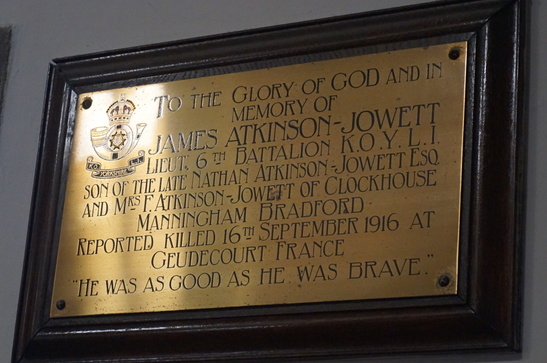 TO THE GLORY OF GOD AND IN
MEMORY OF
JAMES ATKINSON-JOWETT
LIEUT. 6TH BATTALION K.O.Y.L.I
SON OF THE LATE NATHAN ATKINSON-JOWETT ESQ.
AND MRS F. ATKINSON-JOWETT OF CLOCKHOUSE
MANNINGHAM BRADFORD
REPORTED KILLED 16TH SEPTEMBER 1916 AT
GEUDECOURT FRANCE
"HE WAS AS GOOD AS HE WAS BRAVE."
YORKSHIRE